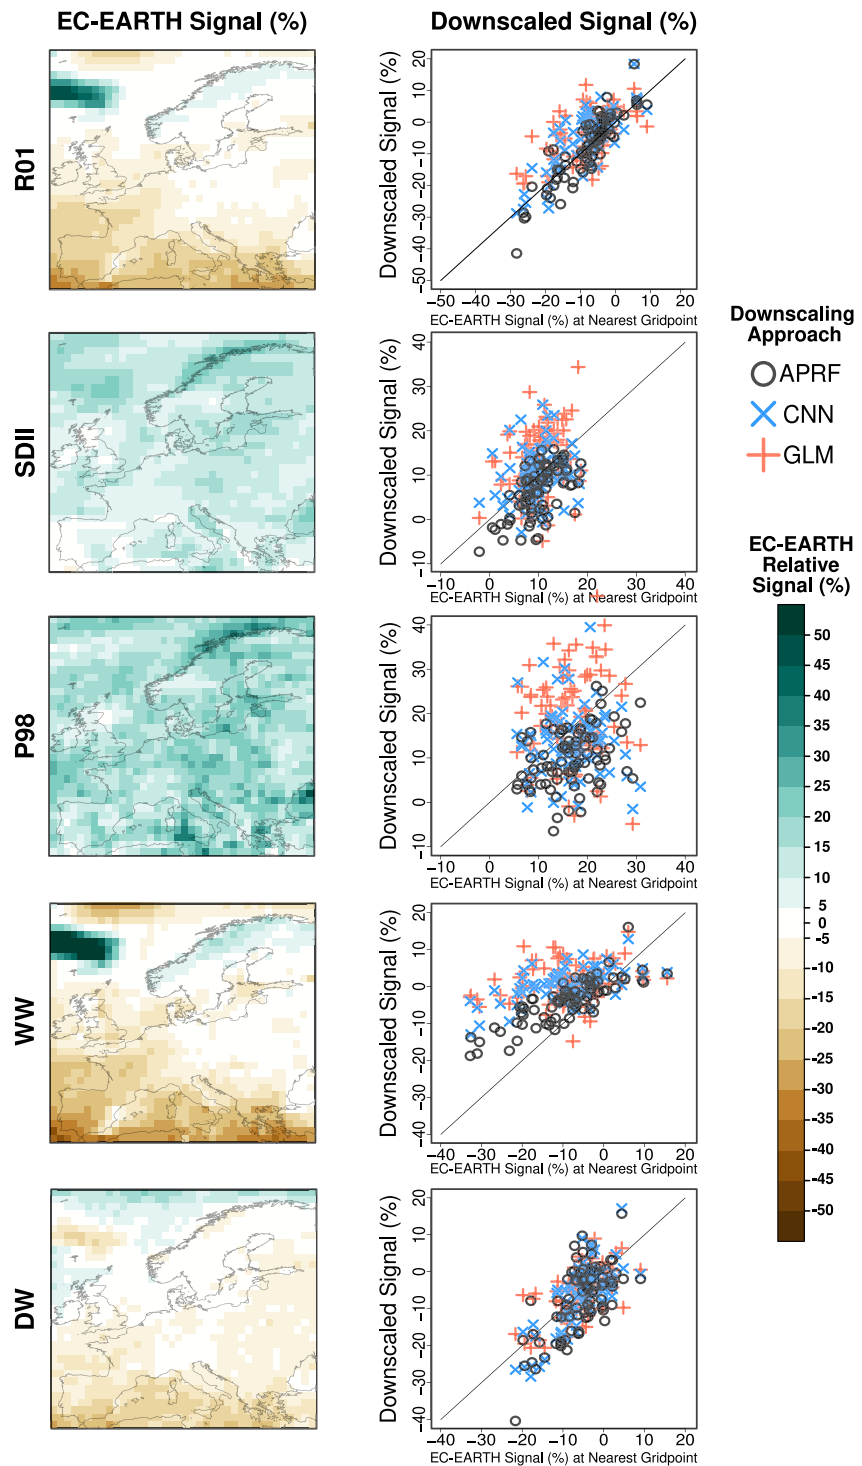 EC-EARTH Signal (%)
Downscaled Signal (%)
R01
Downscaled Signal (%)
20
10
0
-10
-20
-30
-40
-50
-50 -40 -30 -20 -10 0 10 20
EC-EARTH Signal (%) at Nearest Gridpoint
SDII
Downscaled Signal (%)
40
30
20
10
0
-10
-10 0 10 20 30 40
EC-EARTH Signal (%) at Nearest Gridpoint
P98
Downscaled Signal (%)
40
30
20
10
0
-10
-10 0 10 20 30 40
EC-EARTH Signal (%) at Nearest Gridpoint
WW
Downscaled Signal (%)
20
10
0
-10
-20
-30
-40
-40 -30 -20 -10 0 10 20
EC-EARTH Signal (%) at Nearest Gridpoint
DW
Downscaled Signal (%)
20
10
0
-10
-20
-30
-40
-40 -30 -20 -10 0 10 20
EC-EARTH Signal (%) at Nearest Gridpoint
Downscaling
Approach
APRF
CNN
GLM
EC-EARTH
Relative
Signal (%)
50
45
40
35
30
25
20
15
10
5
0
-5
-10
-15
-20
-25
-30
-35
-40
-45
-50